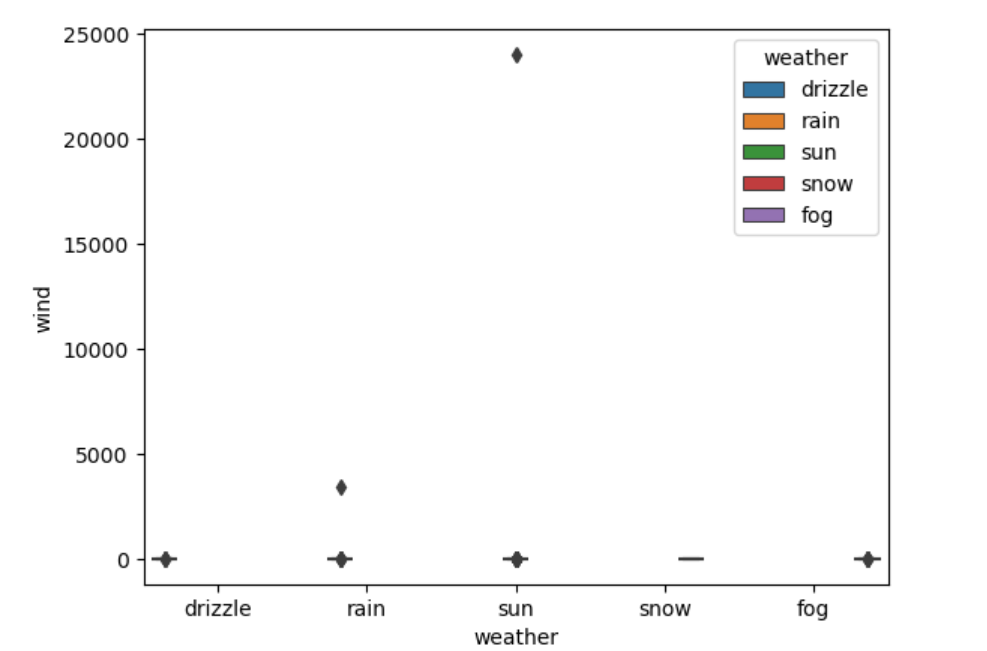 25000
20000
15000
10000
5000
0
wind
weather
drizzle
rain
sun
snow
fog
drizzle rain sun snow fog
weather